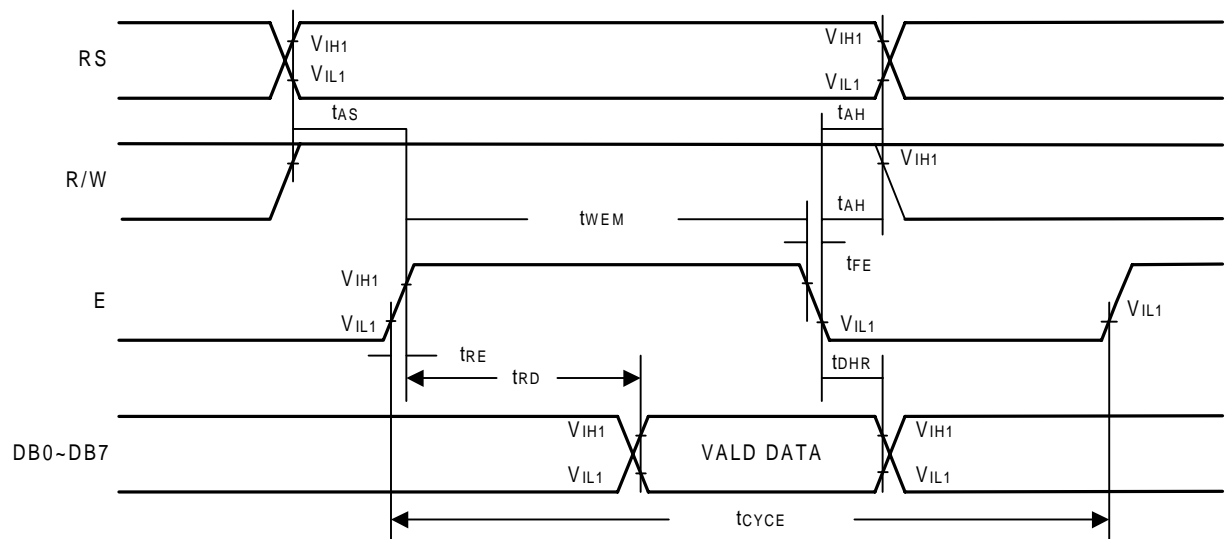 RS
VIH1
VIL1
VIH1
VIL1
tAS
tAH
R/W
VIH1
tWEM
tAH
tFE
E
VIH1
VIL1
VIL1
VIL1
tRE
tRD
tDHR
DB0~DB7
VIH1
VIL1
VALD DATA
VIH1
VIL1
tCYCE